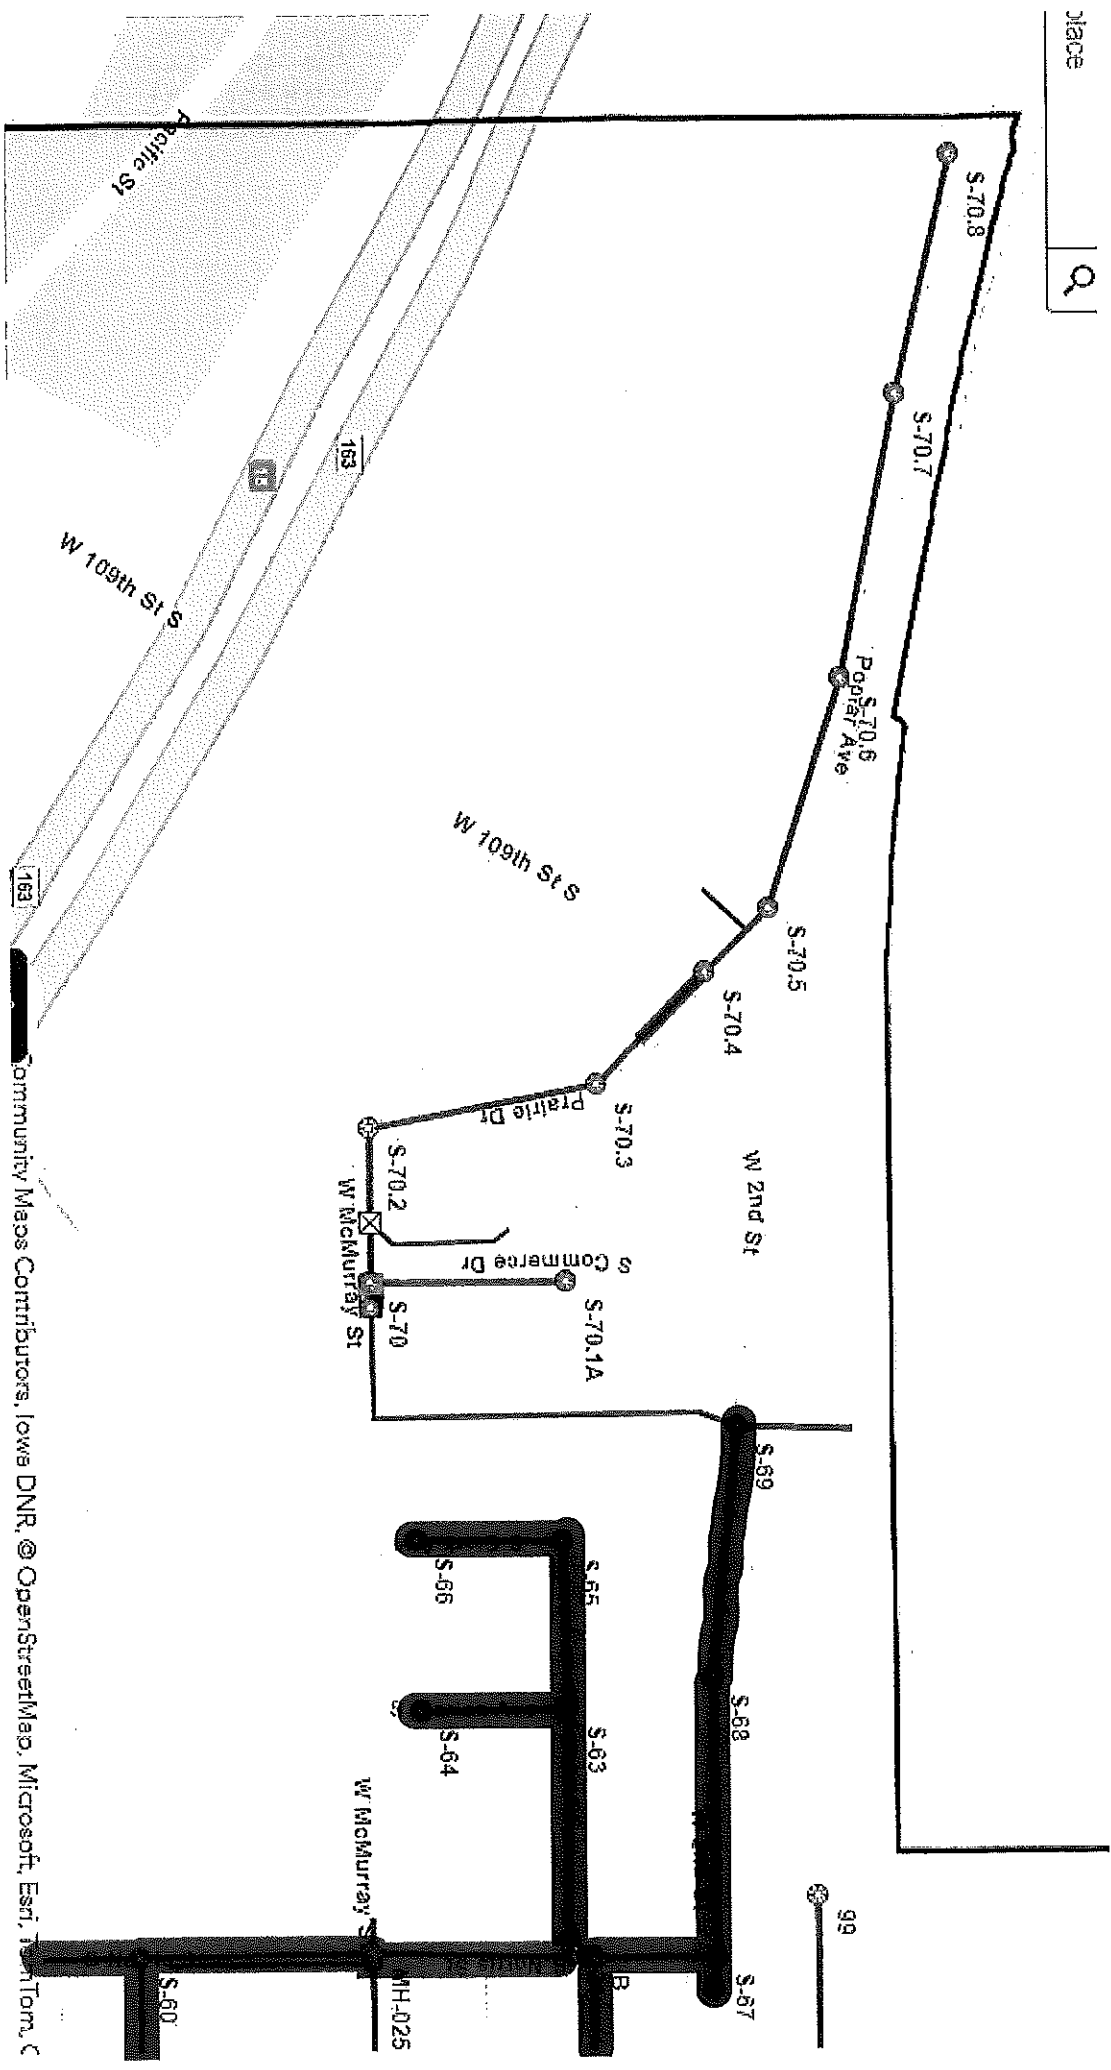 place
S-70.8
S-70.7
S-70.6
Poplar Ave
Pacific St
163
W 109th St S
W 109th St S
S-70.5
S-70.4
S-70.3
Prairie Dr
W 2nd St
S-70.2
W McMurray St
S Commerce Dr
S-70
S-70.1A
163
S-69
S-66
S-65
S-68
S-64
S-63
W McMurray S
99
S-67
B
MH-025
S-60
Community Maps Contributors, Iowa DNR, © OpenStreetMap, Microsoft, Esri, TomTom, G